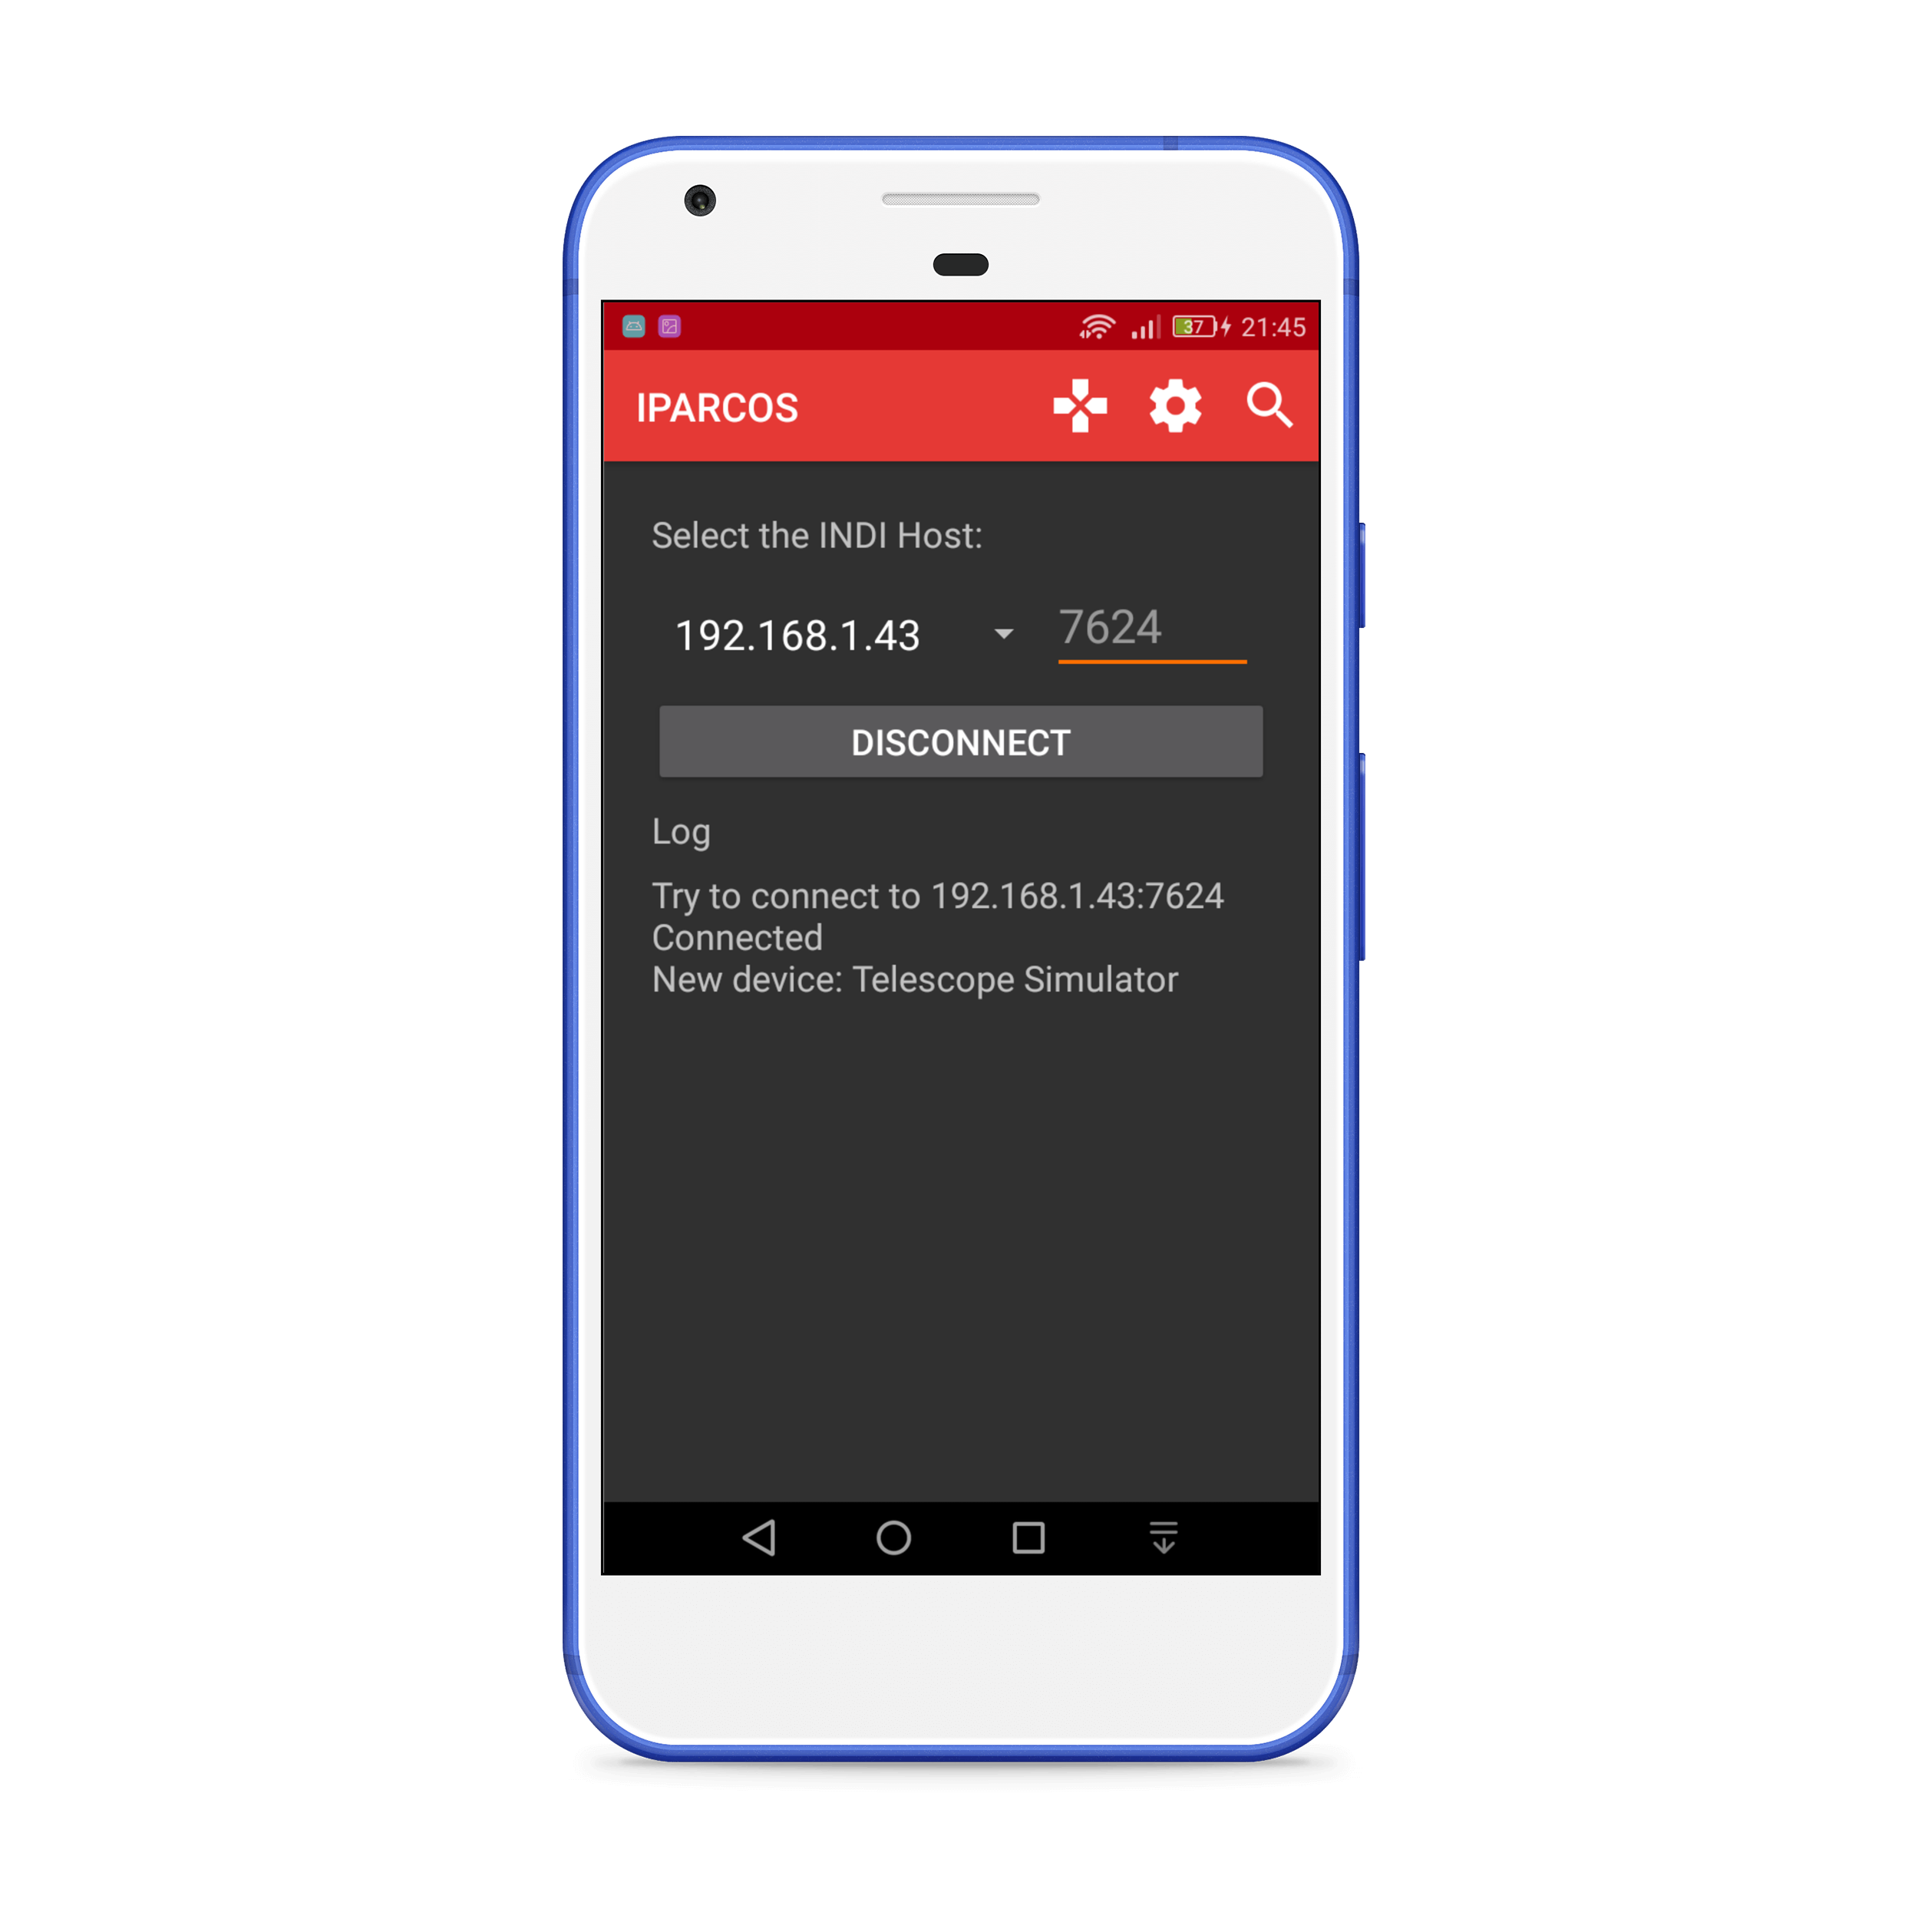 37 21:45
IPARCOS
Select the INDI Host:
192.168.1.43 7624
DISCONNECT
Log
Try to connect to 192.168.1.43:7624
Connected
New device: Telescope Simulator